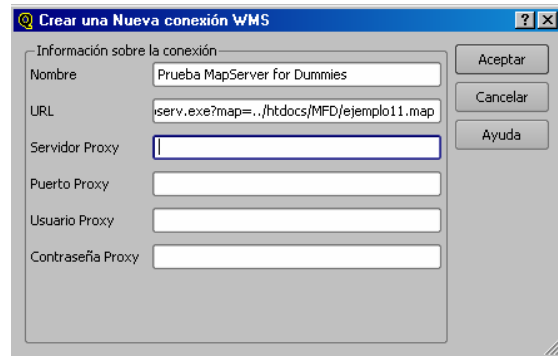 Crear una Nueva conexión WMS
Información sobre la conexión
Nombre Prueba MapServer for Dummies
URL serv.exe?map=../htdocs/MFD/ejemplo11.map
Servidor Proxy
Puerto Proxy
Usuario Proxy
Contraseña Proxy
Aceptar
Cancelar
Ayuda